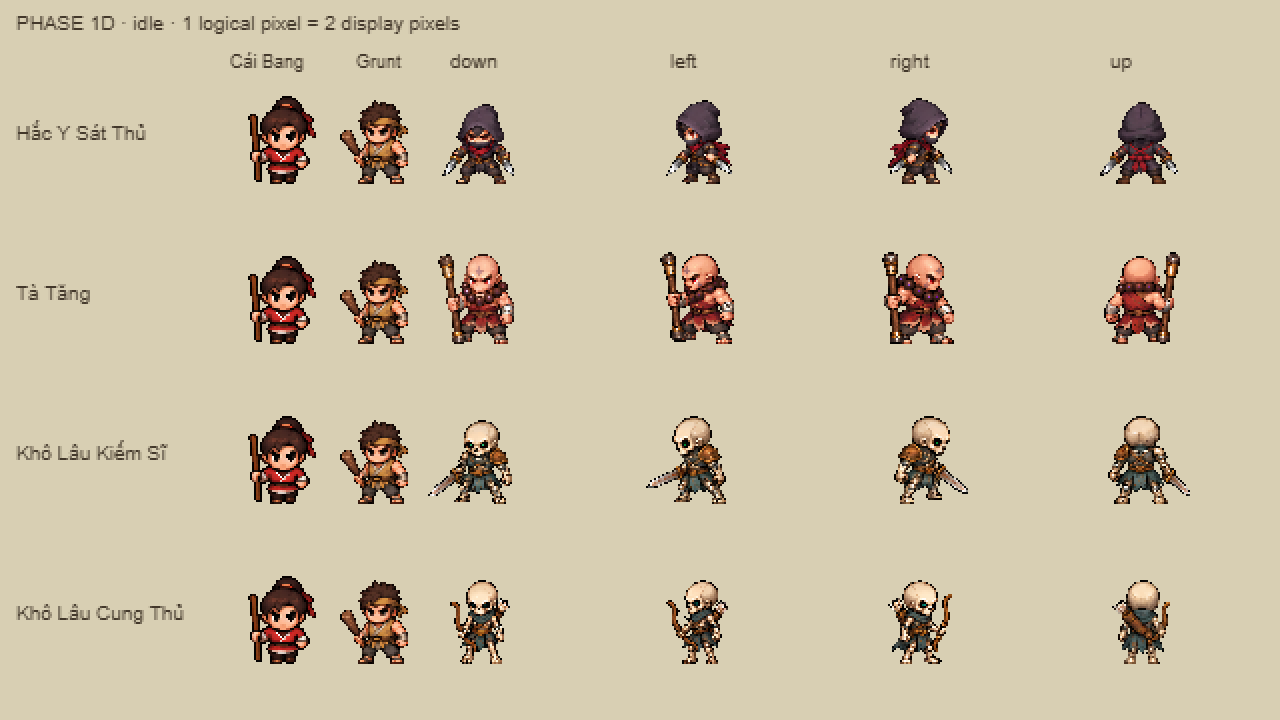 PHASE 1D · idle · 1 logical pixel = 2 display pixels
Cái Bang Grunt down left right up
Hắc Y Sát Thủ
Tà Tăng
Khô Lâu Kiếm Sĩ
Khô Lâu Cung Thủ